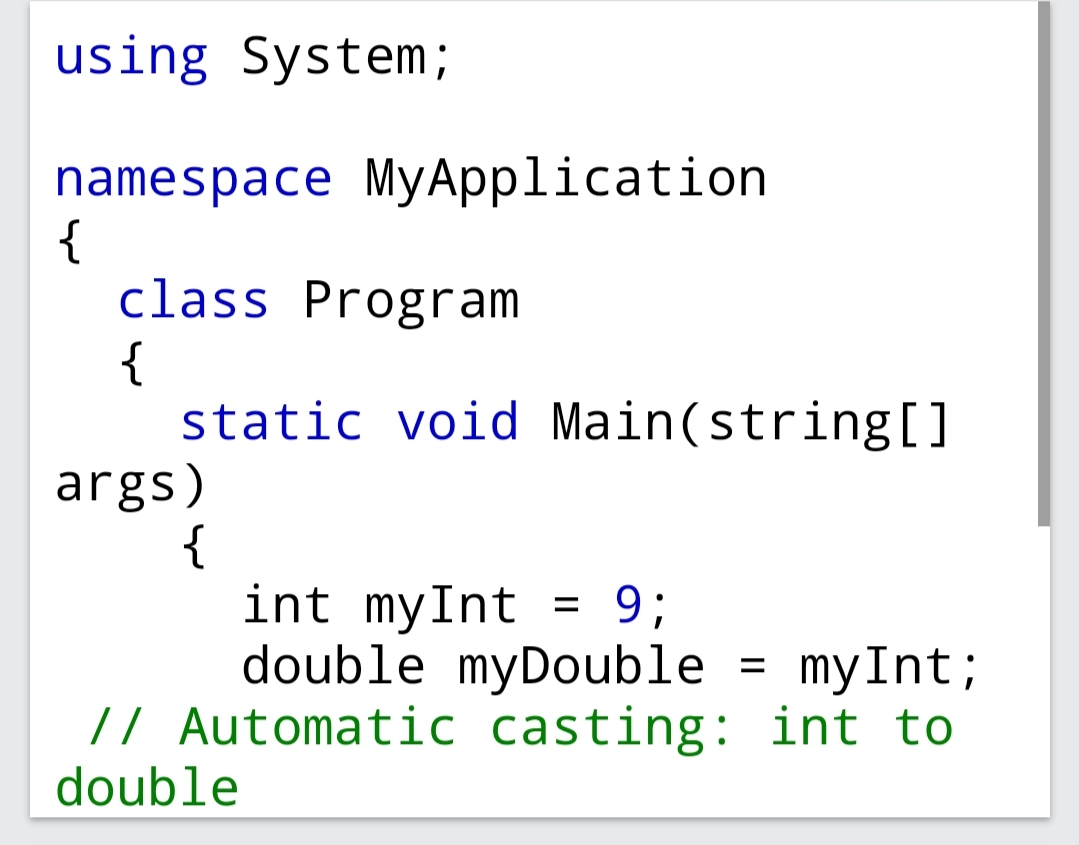 using System;

namespace MyApplication
{
  class Program
  {
    static void Main(string[]
args)
    {
      int myInt = 9;
      double myDouble = myInt;
 // Automatic casting: int to
double